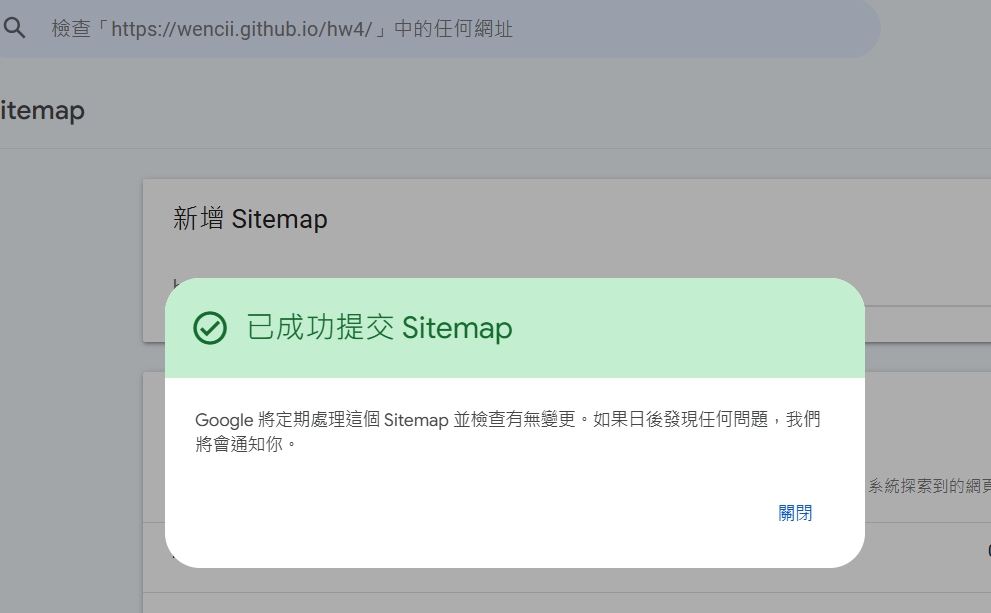 檢查「https://wencii.github.io/hw4/」中的任何網址
itemap
新增 Sitemap
已成功提交 Sitemap
Google 將定期處理這個 Sitemap 並檢查有無變更。如果日後發現任何問題，我們
將會通知你。
系統探索到的網頁
關閉